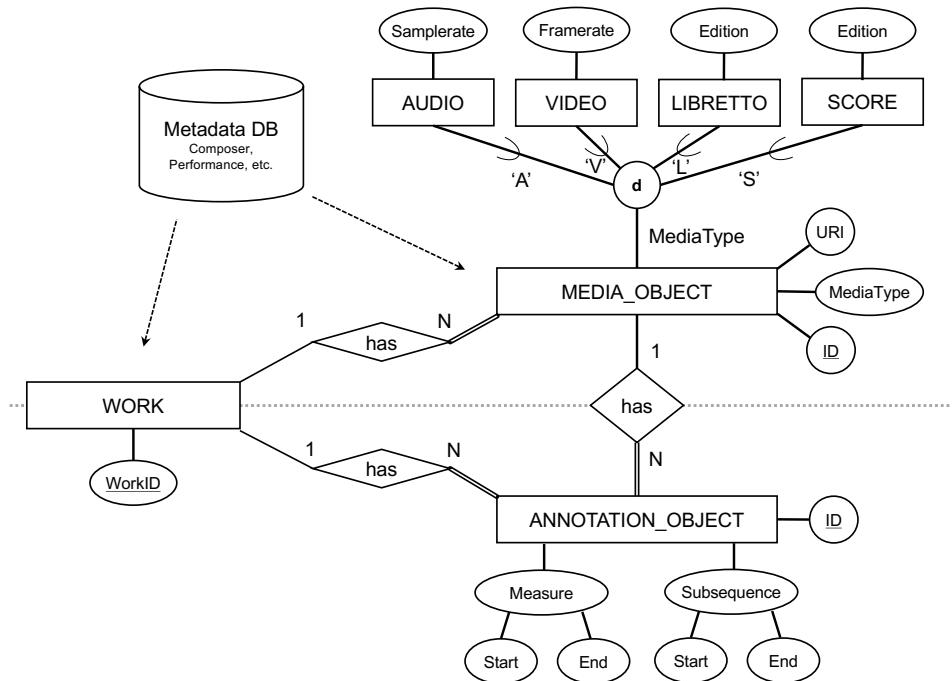 Samplerate
Framerate
Edition
Edition
AUDIO
VIDEO
LIBRETTO
SCORE
Metadata DB
Composer,
Performance, etc.
‘A’
‘V’
‘L’
‘S’
d
MediaType
URI
MEDIA_OBJECT
MediaType
ID
1
N
has
1
WORK
has
1
N
has
N
WorkID
ANNOTATION_OBJECT
ID
Measure
Subsequence
Start
End
Start
End